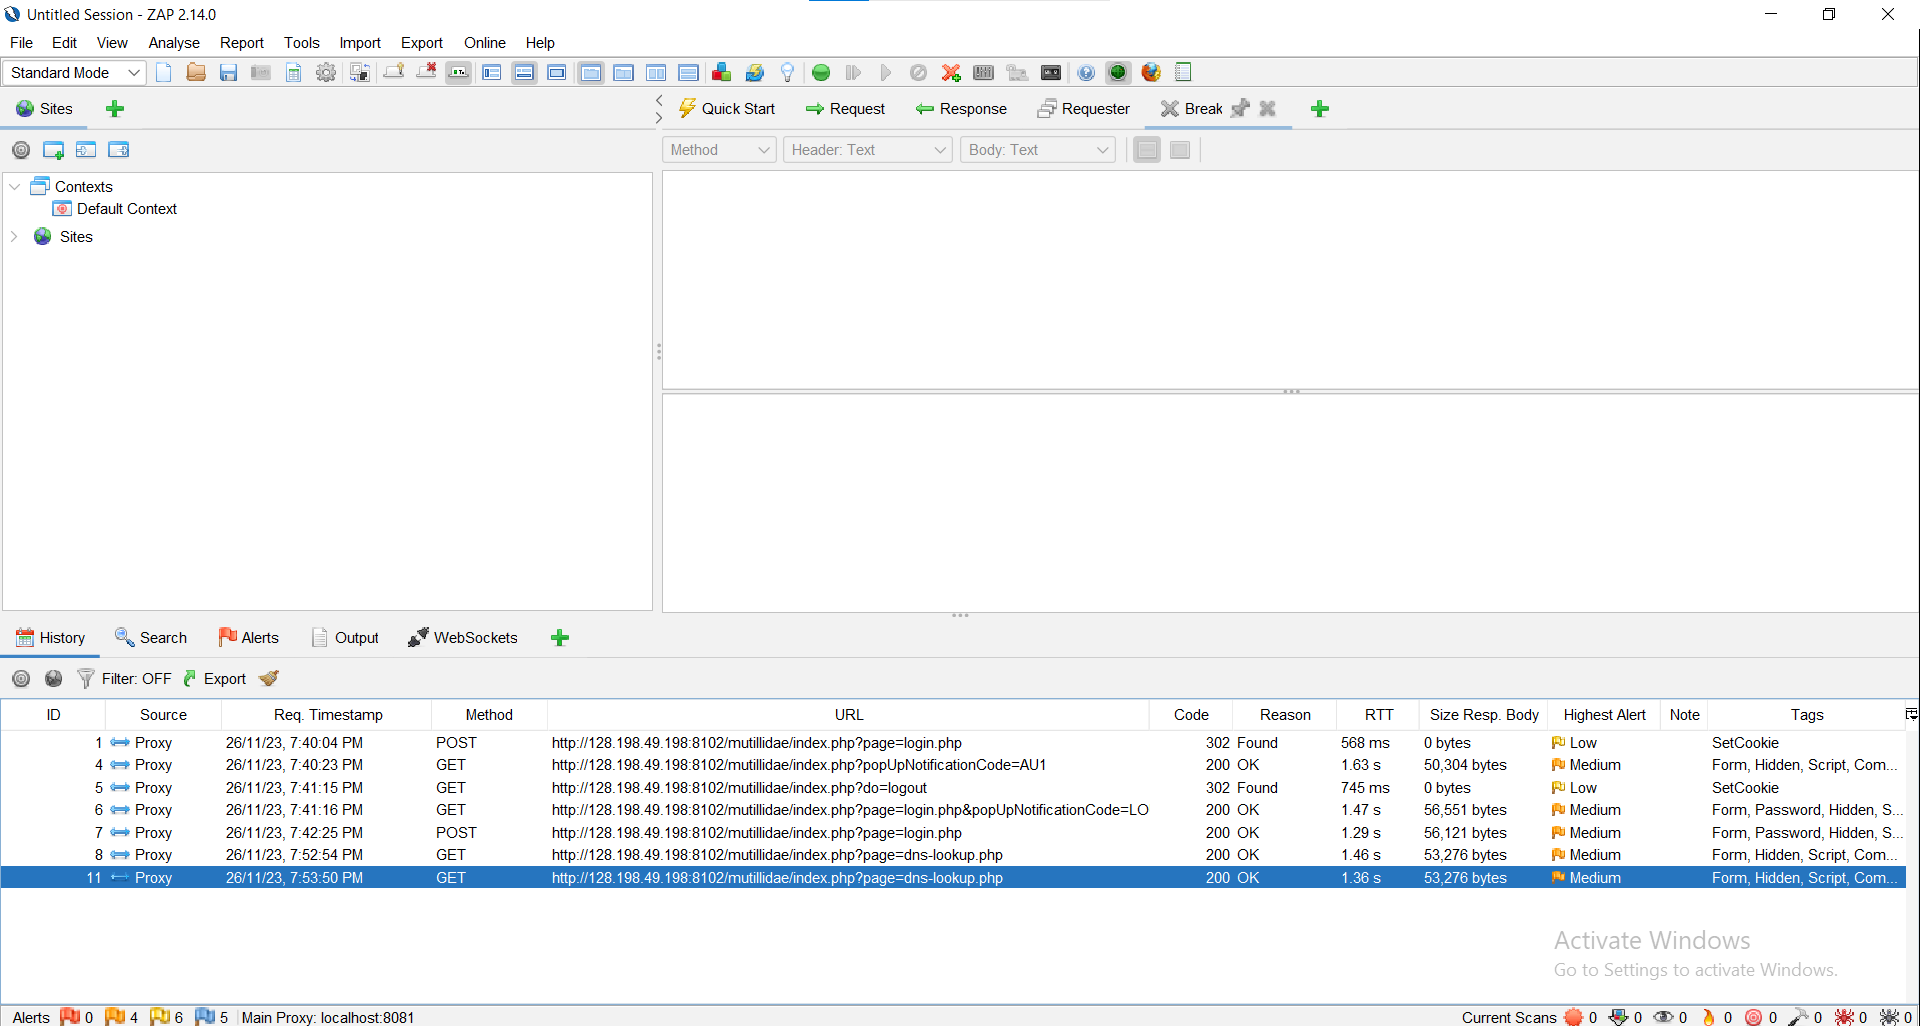 Untitled Session - ZAP 2.14.0
File Edit View Analyse Report Tools Import Export Online Help
Standard Mode
Sites
Quick Start Request Response Requester Break
Method Header: Text Body: Text
Contexts
Default Context
Sites
History Search Alerts Output WebSockets
Filter: OFF Export
ID Source Req. Timestamp Method URL Code Reason RTT Size Resp. Body Highest Alert Note Tags
1 Proxy 26/11/23, 7:40:04 PM POST http://128.198.49.198:8102/mutillidae/index.php?page=login.php 302 Found 568 ms 0 bytes Low SetCookie
4 Proxy 26/11/23, 7:40:23 PM GET http://128.198.49.198:8102/mutillidae/index.php?popUpNotificationCode=AU1 200 OK 1.63 s 50,304 bytes Medium Form, Hidden, Script, Com...
5 Proxy 26/11/23, 7:41:15 PM GET http://128.198.49.198:8102/mutillidae/index.php?do=logout 302 Found 745 ms 0 bytes Low SetCookie
6 Proxy 26/11/23, 7:41:16 PM GET http://128.198.49.198:8102/mutillidae/index.php?page=login.php&popUpNotificationCode=LO 200 OK 1.47 s 56,551 bytes Medium Form, Password, Hidden, S...
7 Proxy 26/11/23, 7:42:25 PM POST http://128.198.49.198:8102/mutillidae/index.php?page=login.php 200 OK 1.29 s 56,121 bytes Medium Form, Password, Hidden, S...
8 Proxy 26/11/23, 7:52:54 PM GET http://128.198.49.198:8102/mutillidae/index.php?page=dns-lookup.php 200 OK 1.46 s 53,276 bytes Medium Form, Hidden, Script, Com...
11 Proxy 26/11/23, 7:53:50 PM GET http://128.198.49.198:8102/mutillidae/index.php?page=dns-lookup.php 200 OK 1.36 s 53,276 bytes Medium Form, Hidden, Script, Com...
Activate Windows
Go to Settings to activate Windows.
Alerts 0 4 6 5 Main Proxy: localhost:8081 Current Scans 0 0 0 0 0 0 0 0